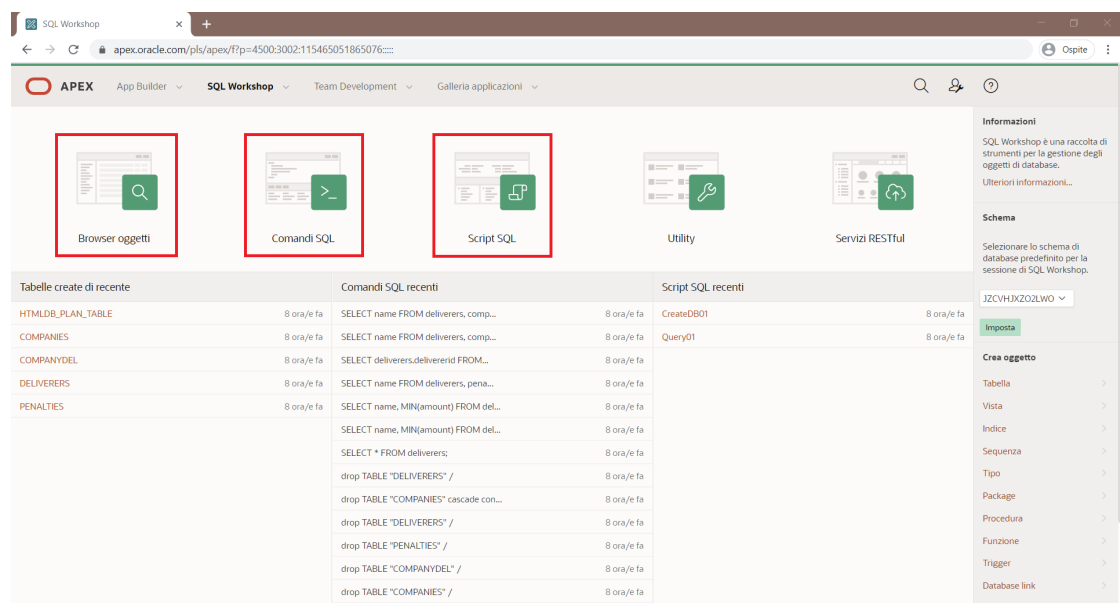 SQL Workshop
apex.oracle.com/pls/apex/f?p=4500:3002:115465051865076:::::
Ospite
APEX
App Builder
SQL Workshop
Team Development
Galleria applicazioni
Browser oggetti
Comandi SQL
Script SQL
Utility
Servizi RESTful
Tabelle create di recente
HTMLDB_PLAN_TABLE 8 ora/e fa
COMPANIES 8 ora/e fa
COMPANYDEL 8 ora/e fa
DELIVERERS 8 ora/e fa
PENALTIES 8 ora/e fa
Comandi SQL recenti
SELECT name FROM deliverers, comp... 8 ora/e fa
SELECT name FROM deliverers, comp... 8 ora/e fa
SELECT deliverers.delivererid FROM... 8 ora/e fa
SELECT name FROM deliverers, pena... 8 ora/e fa
SELECT name, MIN(amount) FROM del... 8 ora/e fa
SELECT name, MIN(amount) FROM del... 8 ora/e fa
SELECT * FROM deliverers; 8 ora/e fa
drop TABLE "DELIVERERS" / 8 ora/e fa
drop TABLE "COMPANIES" cascade con... 8 ora/e fa
drop TABLE "DELIVERERS" / 8 ora/e fa
drop TABLE "PENALTIES" / 8 ora/e fa
drop TABLE "COMPANYDEL" / 8 ora/e fa
drop TABLE "COMPANIES" / 8 ora/e fa
Script SQL recenti
CreateDB01 8 ora/e fa
Query01 8 ora/e fa
Informazioni
SQL Workshop è una raccolta di
strumenti per la gestione degli
oggetti di database.
Ulteriori informazioni...
Schema
Selezionare lo schema di
database predefinito per la
sessione di SQL Workshop.
JZCVHJXZO2LWO
Imposta
Crea oggetto
Tabella
Vista
Indice
Sequenza
Tipo
Package
Procedura
Funzione
Trigger
Database link